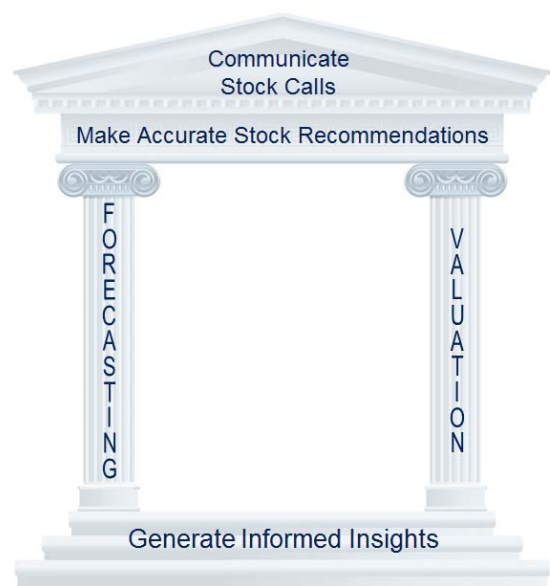 Communicate
Stock Calls
Make Accurate Stock Recommendations
FORECASTING
VALUATION
Generate Informed Insights